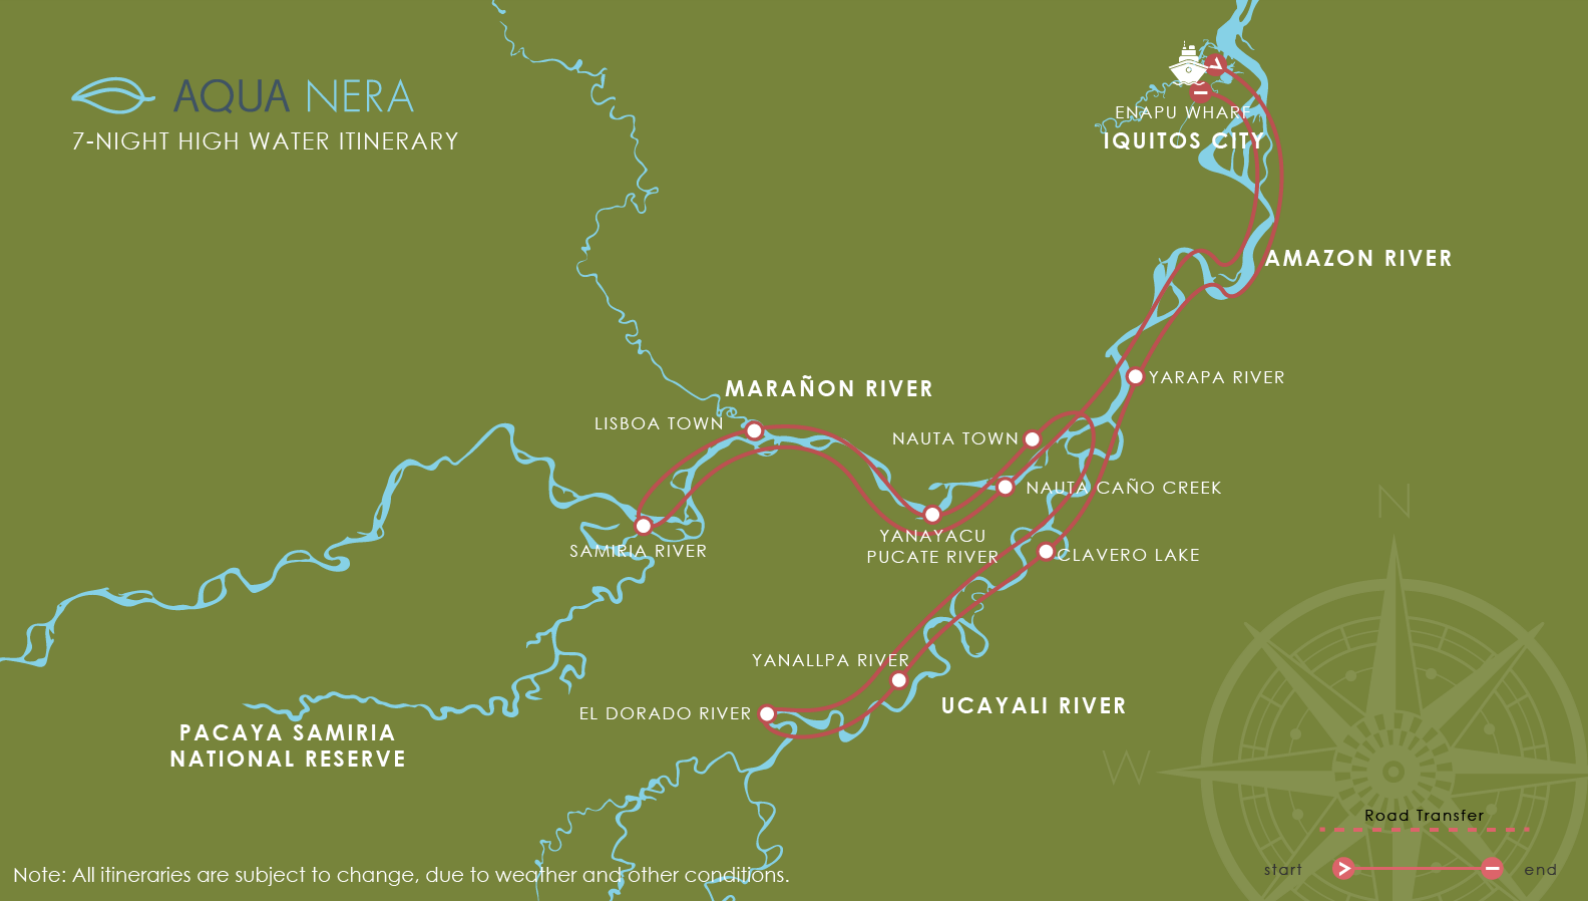 AQUA NERA
7-NIGHT HIGH WATER ITINERARY
ENAPU WHARF
IQUITOS CITY
AMAZON RIVER
YARAPA RIVER
MARAÑON RIVER
LISBOA TOWN
NAUTA TOWN
NAUTA CAÑO CREEK
YANAYACU
PUCATE RIVER
SAMIRIA RIVER
CLAVERO LAKE
YANALLPA RIVER
UCAYALI RIVER
EL DORADO RIVER
PACAYA SAMIRIA
NATIONAL RESERVE
N
W
Road Transfer
start
end
Note: All itineraries are subject to change, due to weather and other conditions.